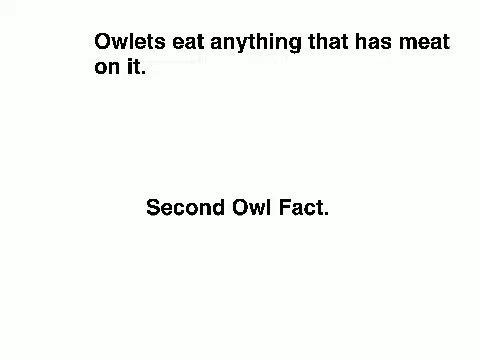 Owlets eat anything that has meat
on it.
Second Owl Fact.